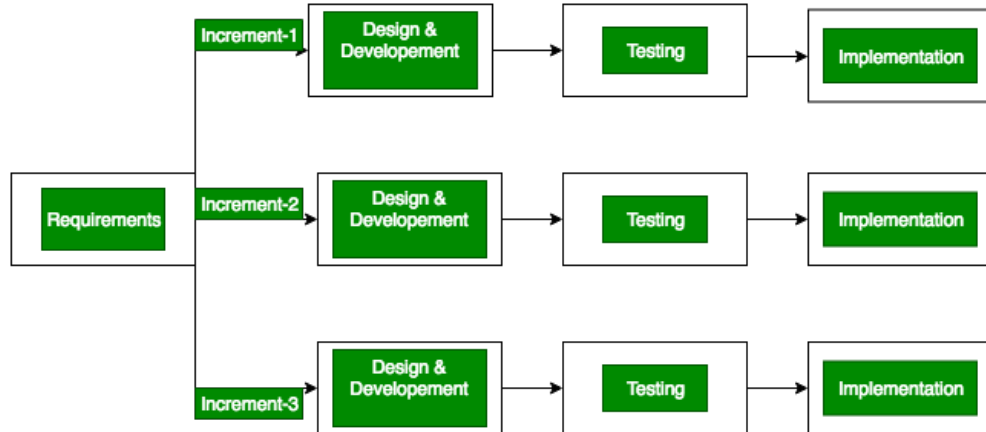 Increment-1
Design &
Developement
Testing
Implementation
Requirements
Increment-2
Design &
Developement
Testing
Implementation
Increment-3
Design &
Developement
Testing
Implementation